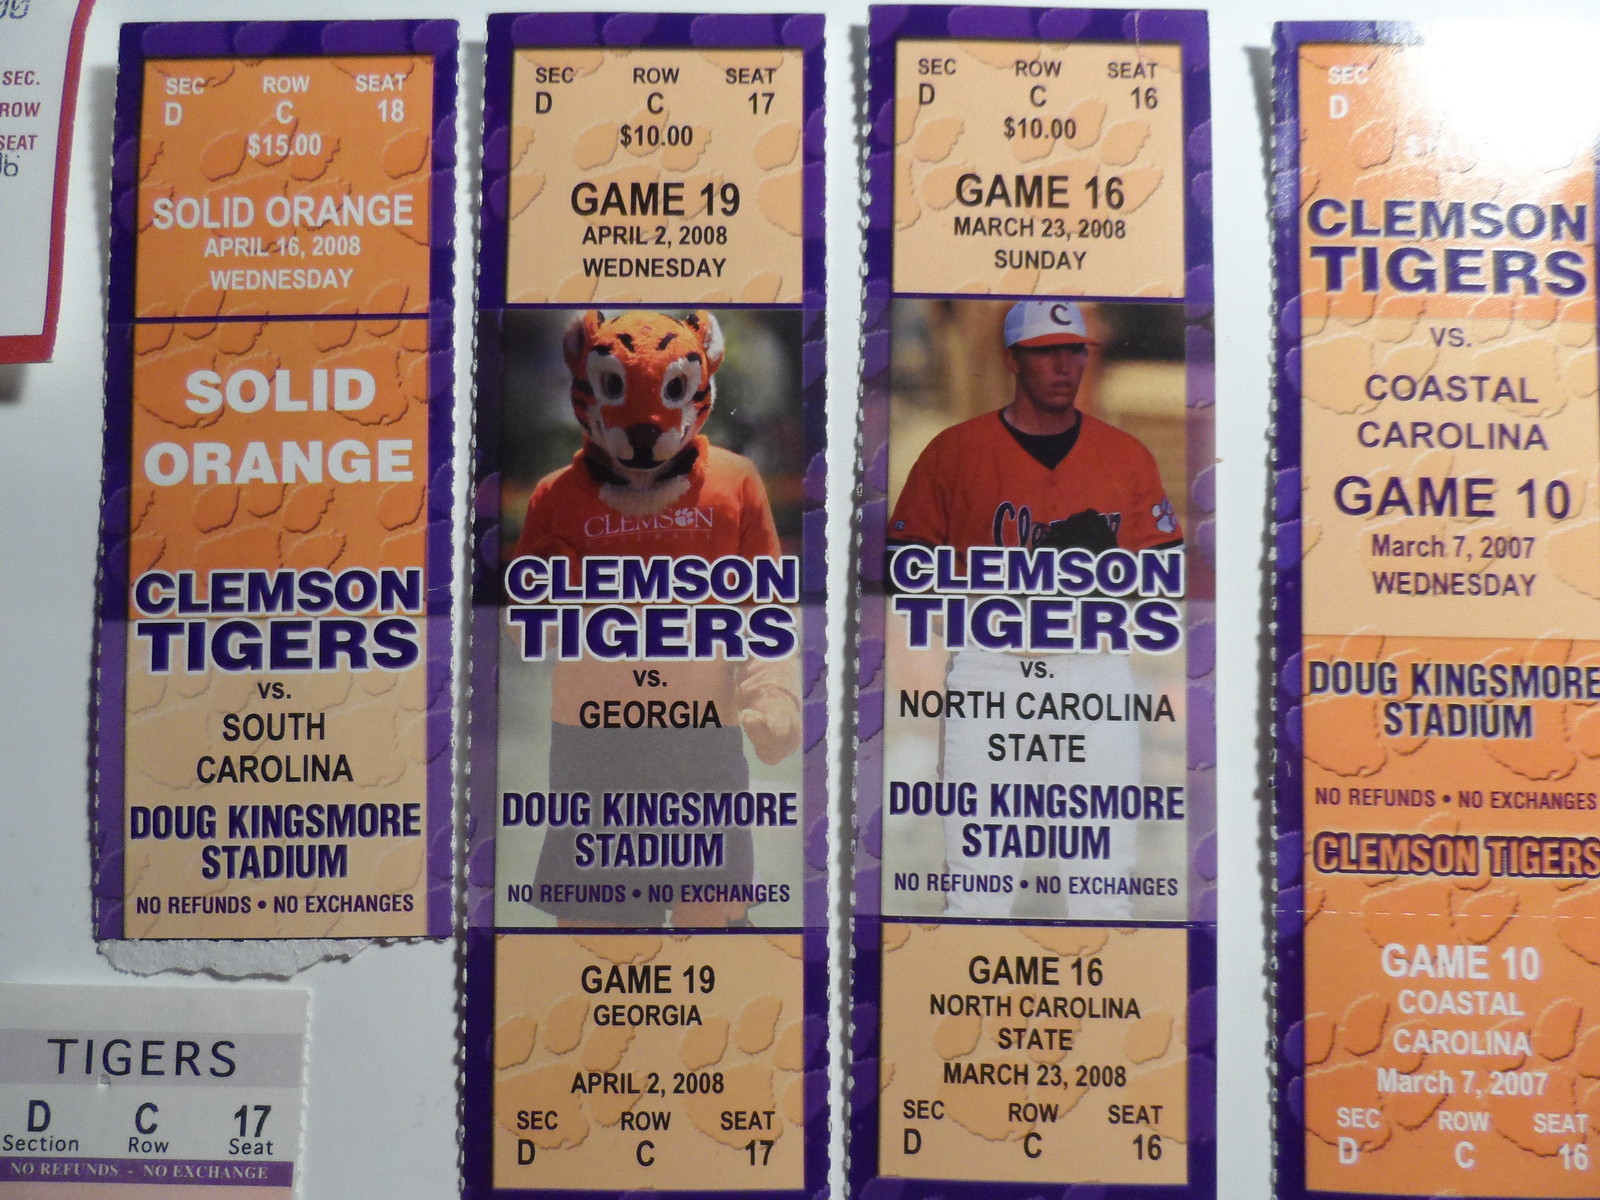 SEC.
ROW
SEAT
SEC ROW SEAT
D C 18
$15.00
SOLID ORANGE
APRIL 16, 2008
WEDNESDAY
SOLID
ORANGE
CLEMSON
TIGERS
VS.
SOUTH
CAROLINA
DOUG KINGSMORE
STADIUM
NO REFUNDS • NO EXCHANGES
TIGERS
D C 17
Section Row Seat
NO REFUNDS - NO EXCHANGE
SEC ROW SEAT
D C 17
$10.00
GAME 19
APRIL 2, 2008
WEDNESDAY
CLEMSON
CLEMSON
TIGERS
VS.
GEORGIA
DOUG KINGSMORE
STADIUM
NO REFUNDS • NO EXCHANGES
GAME 19
GEORGIA
APRIL 2, 2008
SEC ROW SEAT
D C 17
SEC ROW SEAT
D C 16
$10.00
GAME 16
MARCH 23, 2008
SUNDAY
C
Clemson
CLEMSON
TIGERS
VS.
NORTH CAROLINA
STATE
DOUG KINGSMORE
STADIUM
NO REFUNDS • NO EXCHANGES
GAME 16
NORTH CAROLINA
STATE
MARCH 23, 2008
SEC ROW SEAT
D C 16
SEC
D
CLEMSON
TIGERS
VS.
COASTAL
CAROLINA
GAME 10
March 7, 2007
WEDNESDAY
DOUG KINGSMORE
STADIUM
NO REFUNDS • NO EXCHANGES
CLEMSON TIGERS
GAME 10
COASTAL
CAROLINA
March 7, 2007
SEC ROW SEAT
D C 16